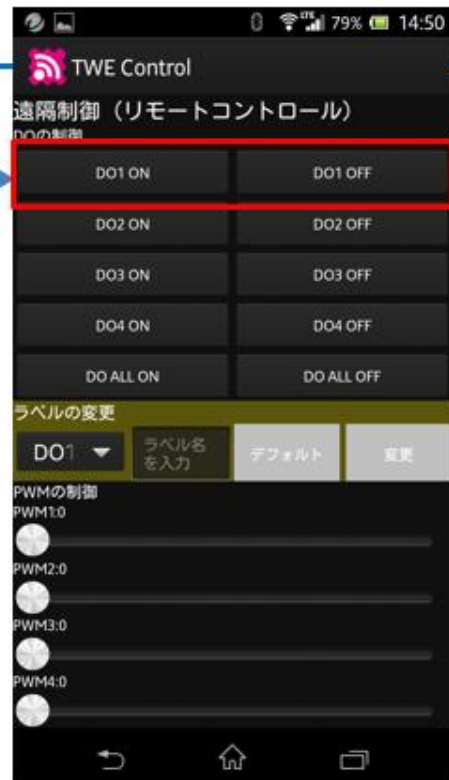 LTE 79% 14:50
TWE Control
遠隔制御（リモートコントロール）
DOの制御
DO1 ON DO1 OFF
DO2 ON DO2 OFF
DO3 ON DO3 OFF
DO4 ON DO4 OFF
DO ALL ON DO ALL OFF
ラベルの変更
DO1 ラベル名を入力 デフォルト 変更
PWMの制御
PWM1:0
PWM2:0
PWM3:0
PWM4:0